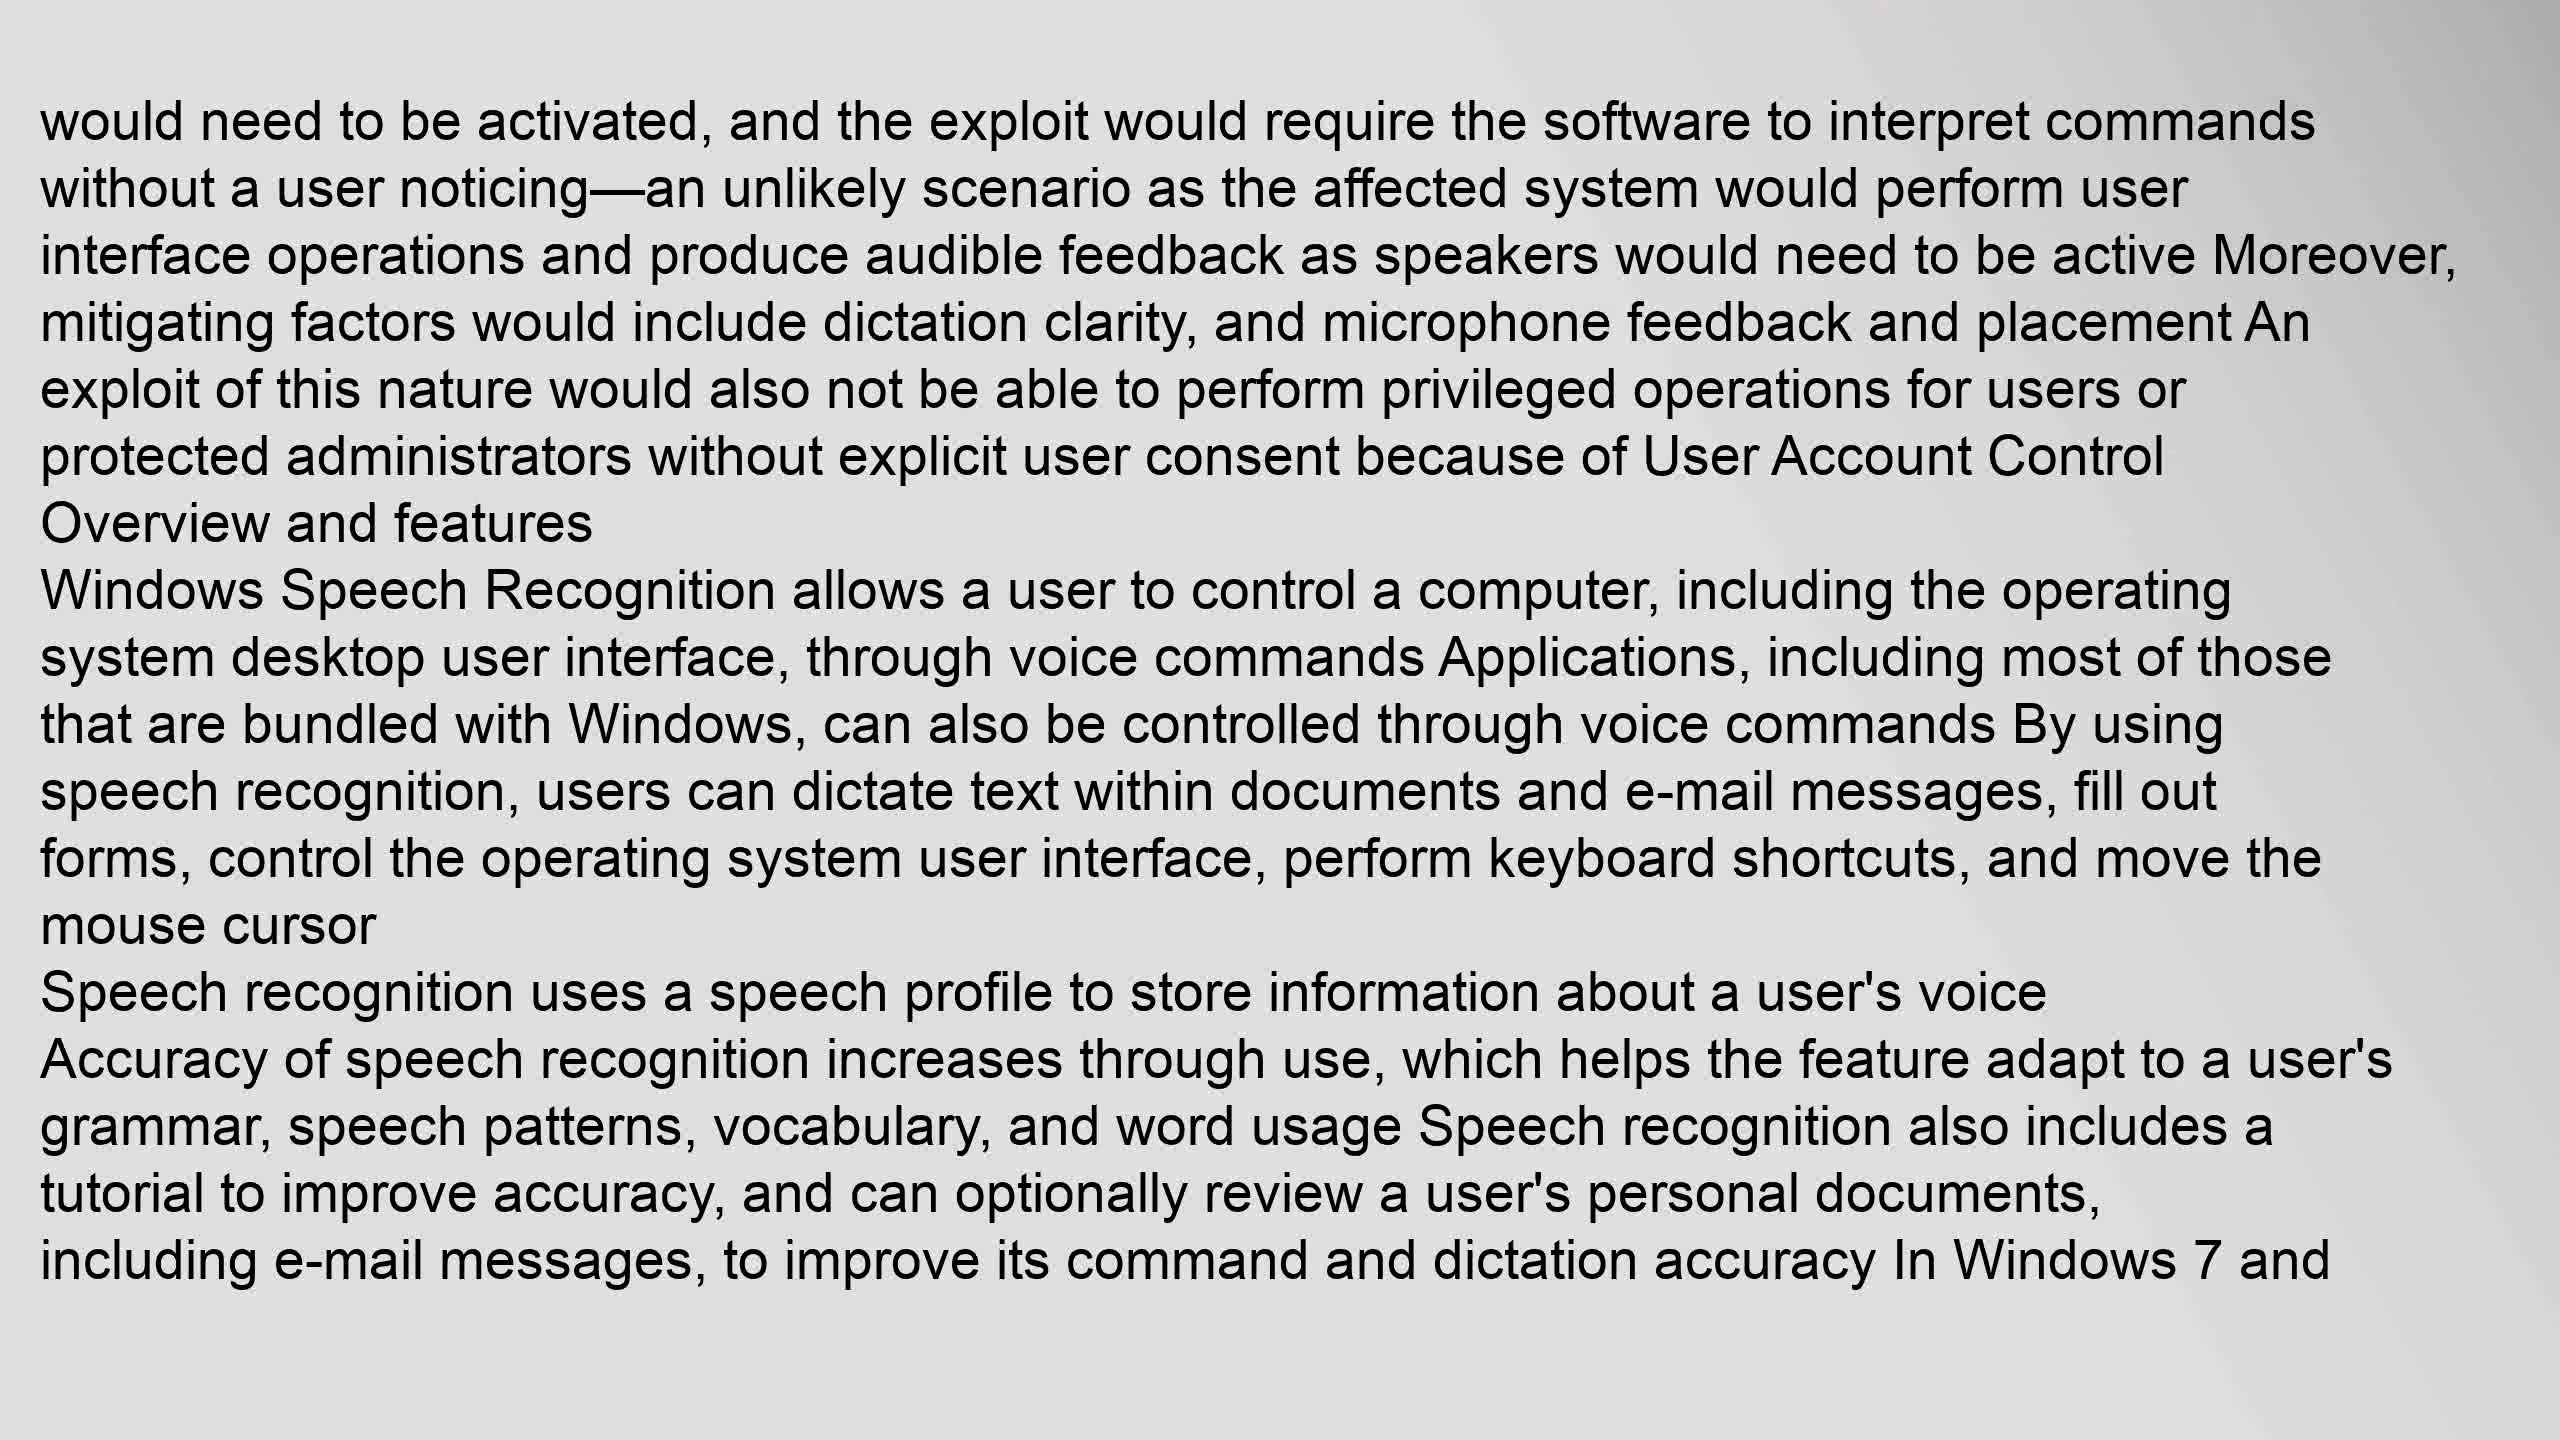 would need to be activated, and the exploit would require the software to interpret commands
without a user noticing—an unlikely scenario as the affected system would perform user
interface operations and produce audible feedback as speakers would need to be active Moreover,
mitigating factors would include dictation clarity, and microphone feedback and placement An
exploit of this nature would also not be able to perform privileged operations for users or
protected administrators without explicit user consent because of User Account Control
Overview and features
Windows Speech Recognition allows a user to control a computer, including the operating
system desktop user interface, through voice commands Applications, including most of those
that are bundled with Windows, can also be controlled through voice commands By using
speech recognition, users can dictate text within documents and e-mail messages, fill out
forms, control the operating system user interface, perform keyboard shortcuts, and move the
mouse cursor
Speech recognition uses a speech profile to store information about a user's voice
Accuracy of speech recognition increases through use, which helps the feature adapt to a user's
grammar, speech patterns, vocabulary, and word usage Speech recognition also includes a
tutorial to improve accuracy, and can optionally review a user's personal documents,
including e-mail messages, to improve its command and dictation accuracy In Windows 7 and